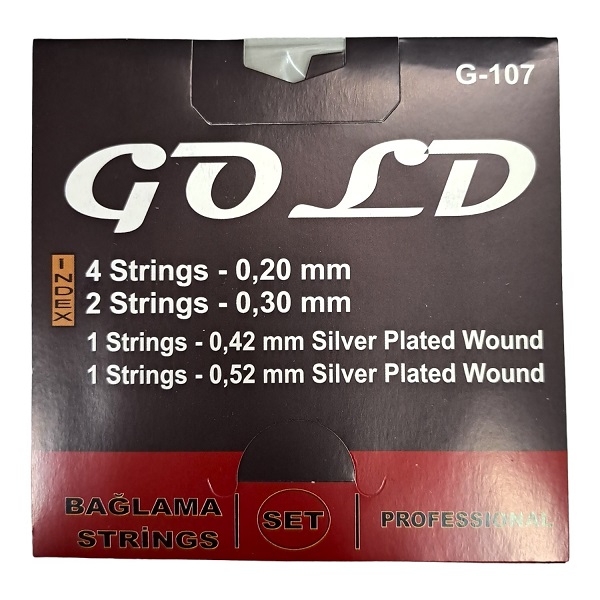 G-107
GOLD
INDEX
4 Strings - 0,20 mm
2 Strings - 0,30 mm
1 Strings - 0,42 mm Silver Plated Wound
1 Strings - 0,52 mm Silver Plated Wound
BAĞLAMA STRİNGS | SET | PROFESSIONAL